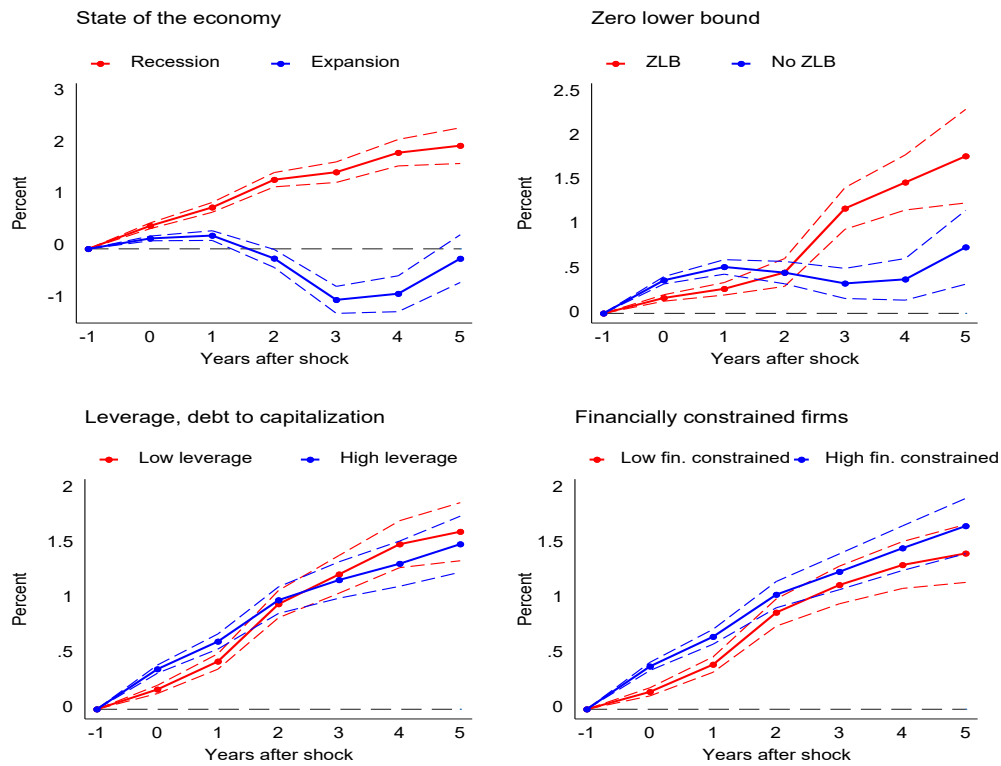 State of the economy
Recession Expansion
3
2
1
0
-1
Percent
-1 0 1 2 3 4 5
Years after shock
Zero lower bound
ZLB No ZLB
2.5
2
1.5
1
.5
0
Percent
-1 0 1 2 3 4 5
Years after shock
Leverage, debt to capitalization
Low leverage High leverage
2
1.5
1
.5
0
Percent
-1 0 1 2 3 4 5
Years after shock
Financially constrained firms
Low fin. constrained High fin. constrained
2
1.5
1
.5
0
Percent
-1 0 1 2 3 4 5
Years after shock